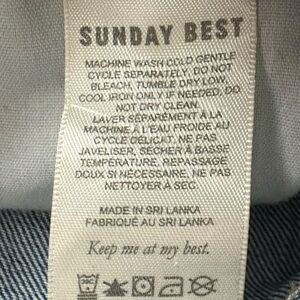 SUNDAY BEST
MACHINE WASH COLD GENTLE
CYCLE SEPARATELY, DO NOT
BLEACH, TUMBLE DRY LOW,
COOL IRON ONLY IF NEEDED, DO
NOT DRY CLEAN.
LAVER SÉPARÉMENT À LA
MACHINE À L'EAU FROIDE AU
CYCLE DÉLICAT, NE PAS
JAVELISER, SÉCHER À BASSE
TEMPÉRATURE, REPASSAGE
DOUX SI NÉCESSAIRE, NE PAS
NETTOYER À SEC.
MADE IN SRI LANKA
FABRIQUÉ AU SRI LANKA
Keep me at my best.